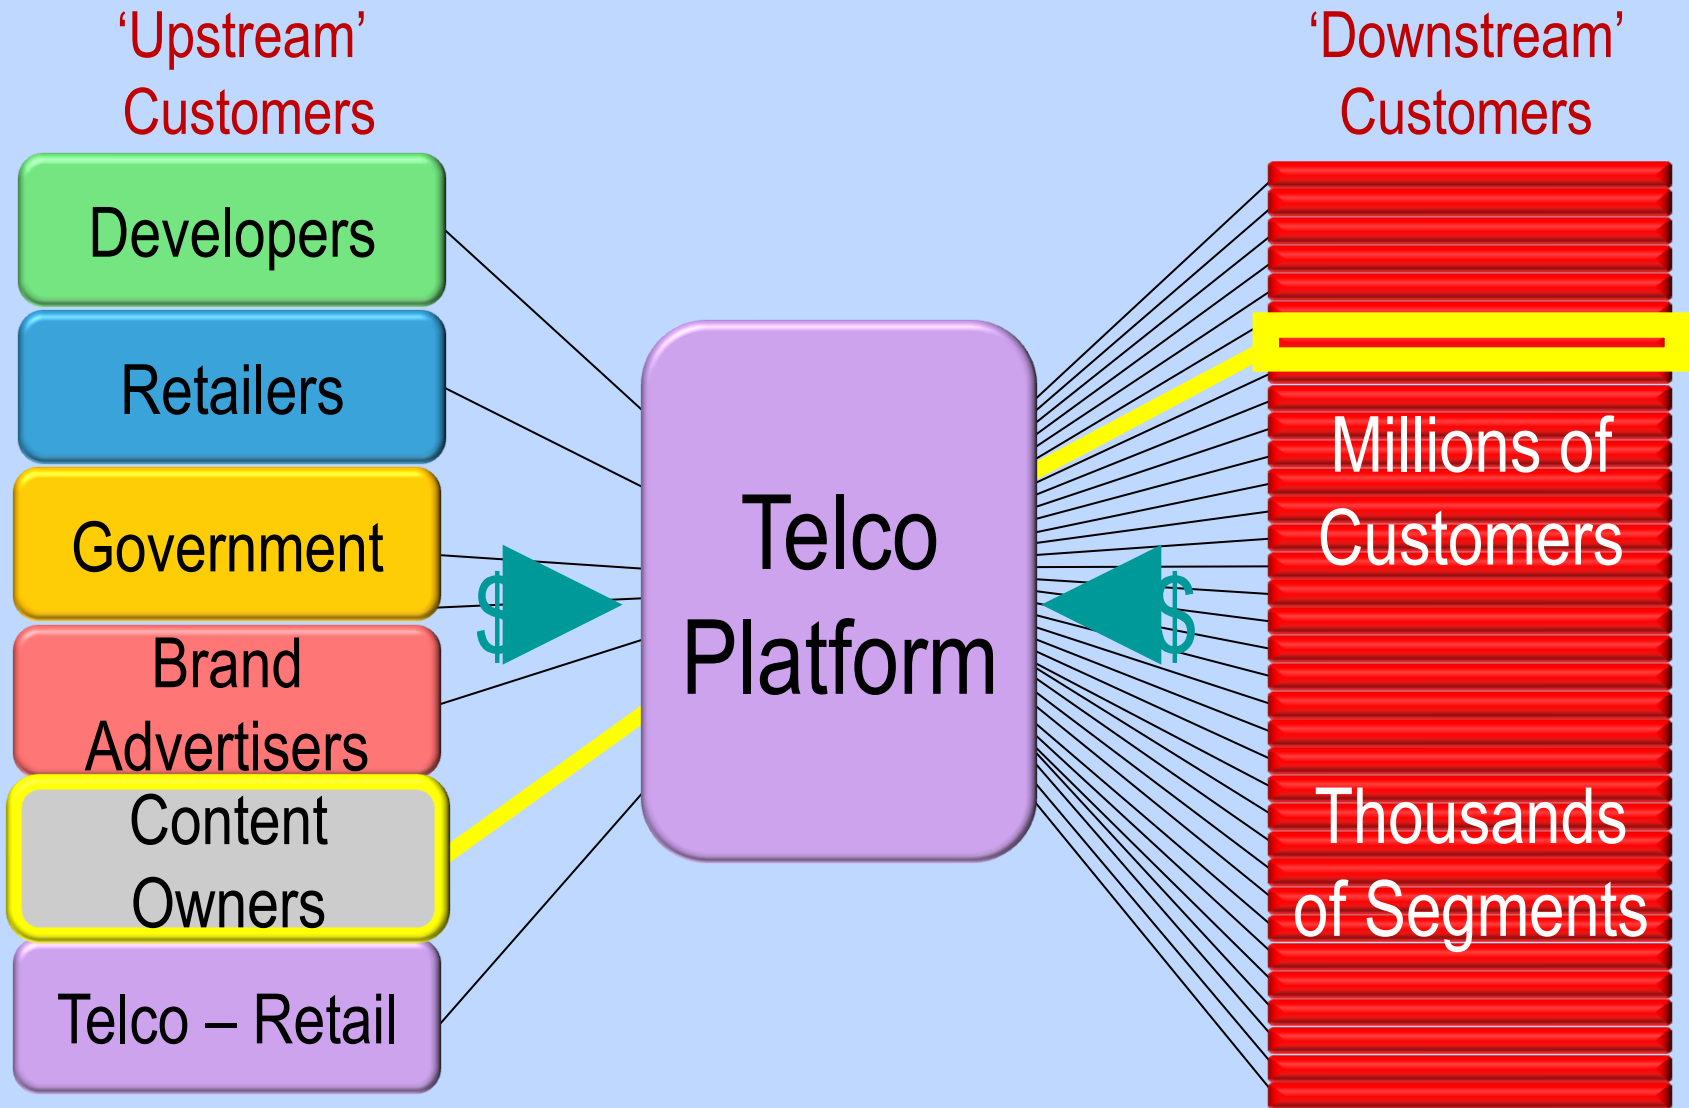 ‘Upstream’
Customers
‘Downstream’
Customers
Developers
Retailers
Government
Brand
Advertisers
Content
Owners
Telco – Retail
$
Telco
Platform
$
Millions of
Customers
Thousands
of Segments